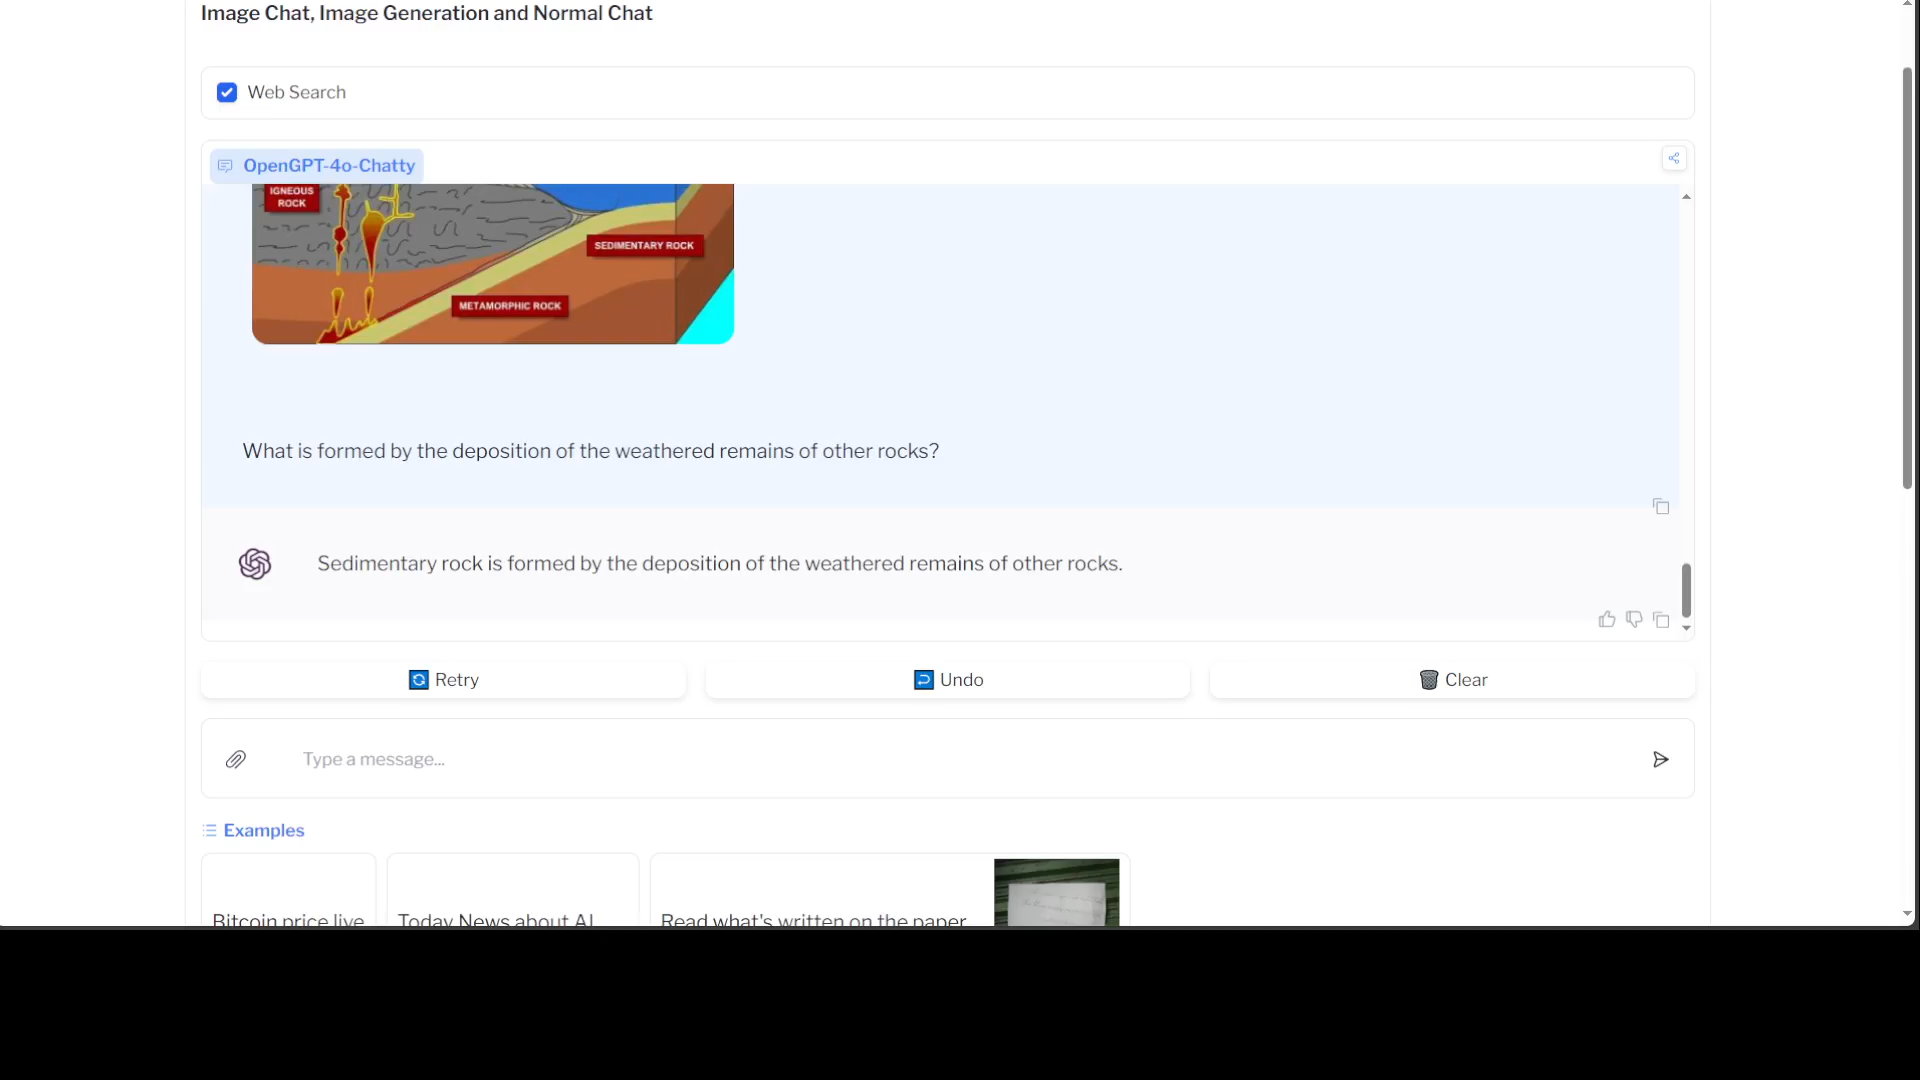 Image Chat, Image Generation and Normal Chat
Web Search
OpenGPT-4o-Chatty
IGNEOUS
ROCK
SEDIMENTARY ROCK
METAMORPHIC ROCK
What is formed by the deposition of the weathered remains of other rocks?
Sedimentary rock is formed by the deposition of the weathered remains of other rocks.
Retry
Undo
Clear
Type a message...
Examples
Bitcoin price live
Today News about AI
Read what's written on the paper